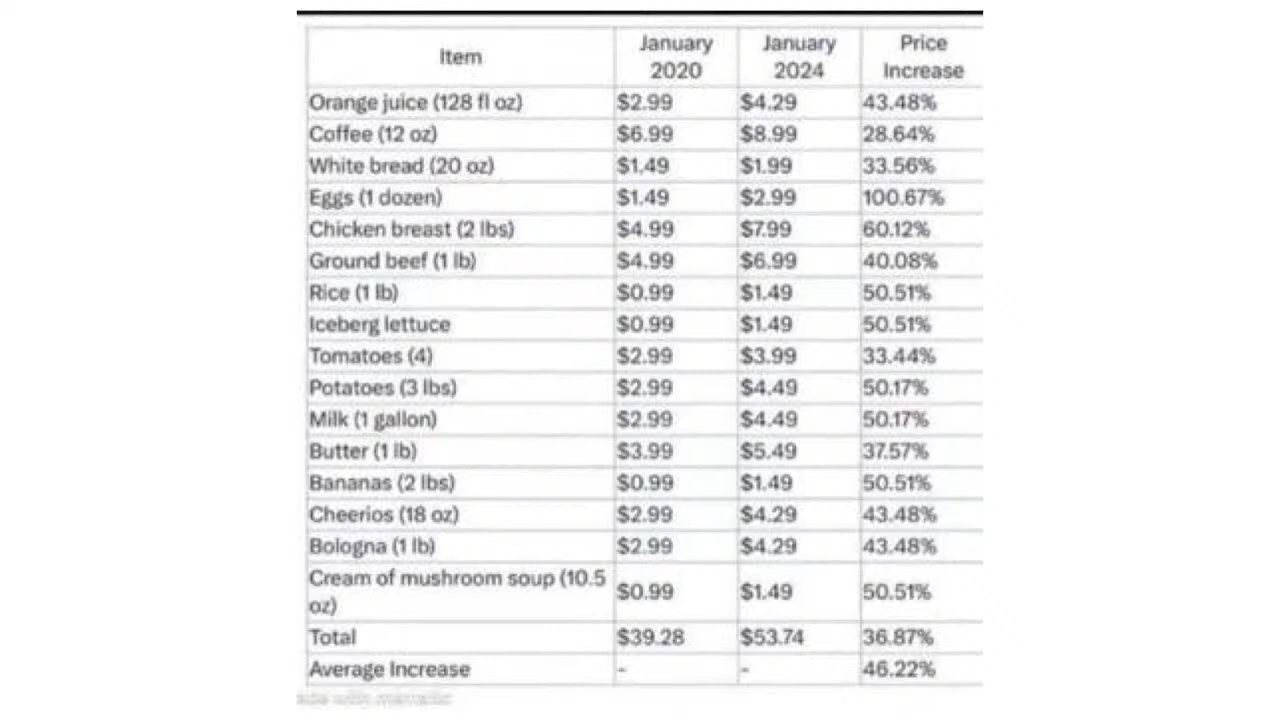 Item January 2020 January 2024 Price Increase
Orange juice (128 fl oz) $2.99 $4.29 43.48%
Coffee (12 oz) $6.99 $8.99 28.64%
White bread (20 oz) $1.49 $1.99 33.56%
Eggs (1 dozen) $1.49 $2.99 100.67%
Chicken breast (2 lbs) $4.99 $7.99 60.12%
Ground beef (1 lb) $4.99 $6.99 40.08%
Rice (1 lb) $0.99 $1.49 50.51%
Iceberg lettuce $0.99 $1.49 50.51%
Tomatoes (4) $2.99 $3.99 33.44%
Potatoes (3 lbs) $2.99 $4.49 50.17%
Milk (1 gallon) $2.99 $4.49 50.17%
Butter (1 lb) $3.99 $5.49 37.57%
Bananas (2 lbs) $0.99 $1.49 50.51%
Cheerios (18 oz) $2.99 $4.29 43.48%
Bologna (1 lb) $2.99 $4.29 43.48%
Cream of mushroom soup (10.5
oz) $0.99 $1.49 50.51%
Total $39.28 $53.74 36.87%
Average Increase - - 46.22%